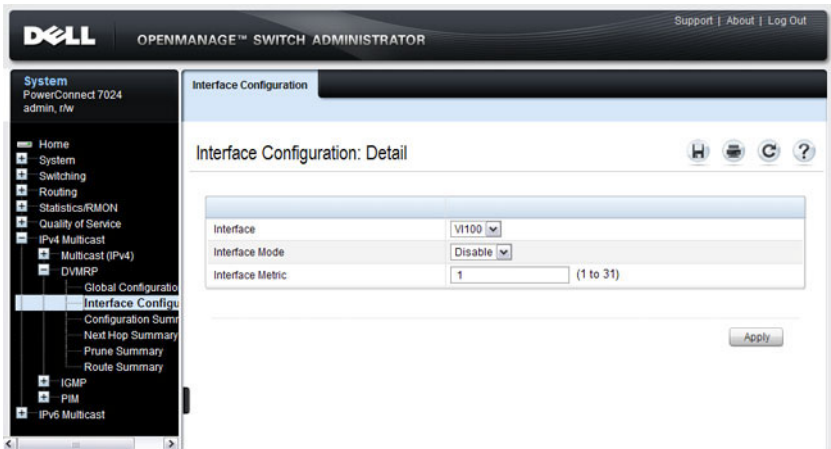 Support | About | Log Out
DELL OPENMANAGE™ SWITCH ADMINISTRATOR
System
PowerConnect 7024
admin, r/w
Interface Configuration
Home
System
Switching
Routing
Statistics/RMON
Quality of Service
IPv4 Multicast
Multicast (IPv4)
DVMRP
Global Configuratio
Interface Configu
Configuration Summ
Next Hop Summary
Prune Summary
Route Summary
IGMP
PIM
IPv6 Multicast
Interface Configuration: Detail
Interface Vl100
Interface Mode Disable
Interface Metric 1 (1 to 31)
Apply